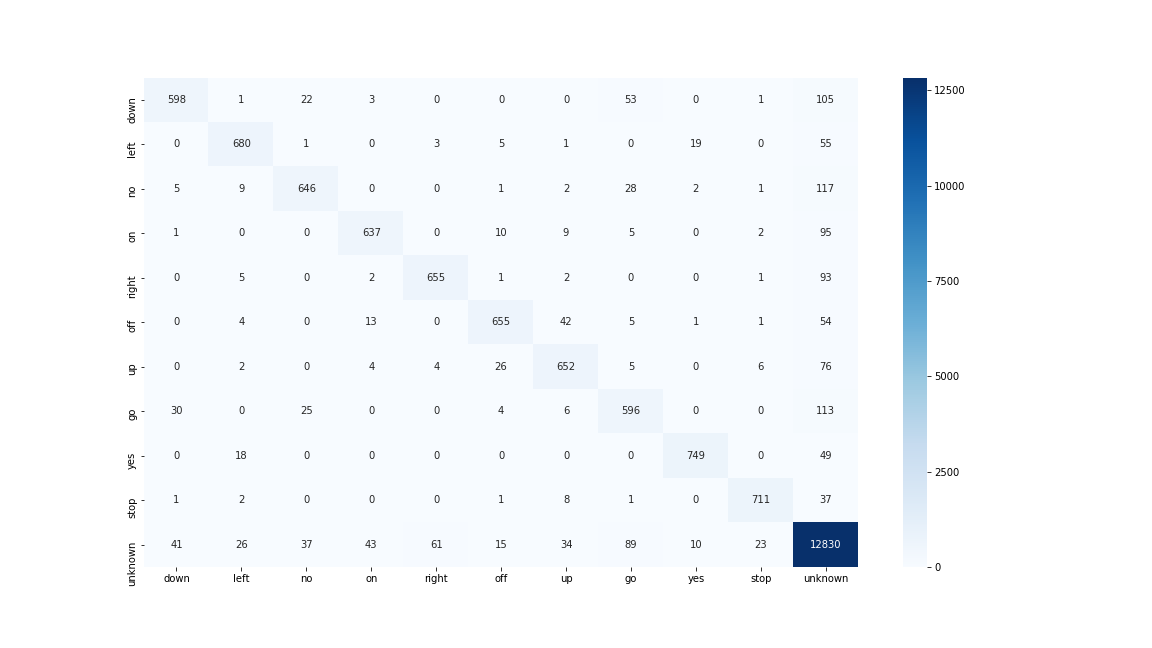 down 598 1 22 3 0 0 0 53 0 1 105
left 0 680 1 0 3 5 1 0 19 0 55
no 5 9 646 0 0 1 2 28 2 1 117
on 1 0 0 637 0 10 9 5 0 2 95
right 0 5 0 2 655 1 2 0 0 1 93
off 0 4 0 13 0 655 42 5 1 1 54
up 0 2 0 4 4 26 652 5 0 6 76
go 30 0 25 0 0 4 6 596 0 0 113
yes 0 18 0 0 0 0 0 0 749 0 49
stop 1 2 0 0 0 1 8 1 0 711 37
unknown 41 26 37 43 61 15 34 89 10 23 12830
down left no on right off up go yes stop unknown
12500
10000
7500
5000
2500
0